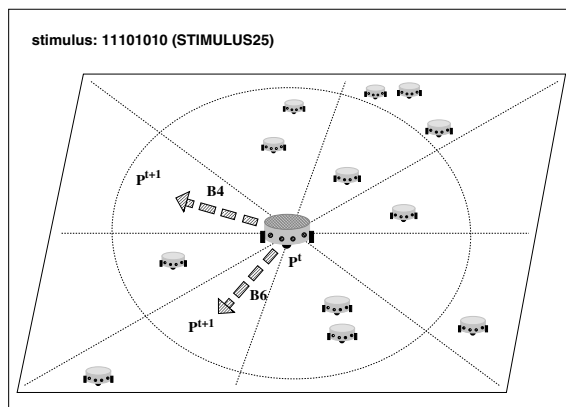 stimulus: 11101010 (STIMULUS25)
P^{t+1}
B4
P^t
B6
P^{t+1}